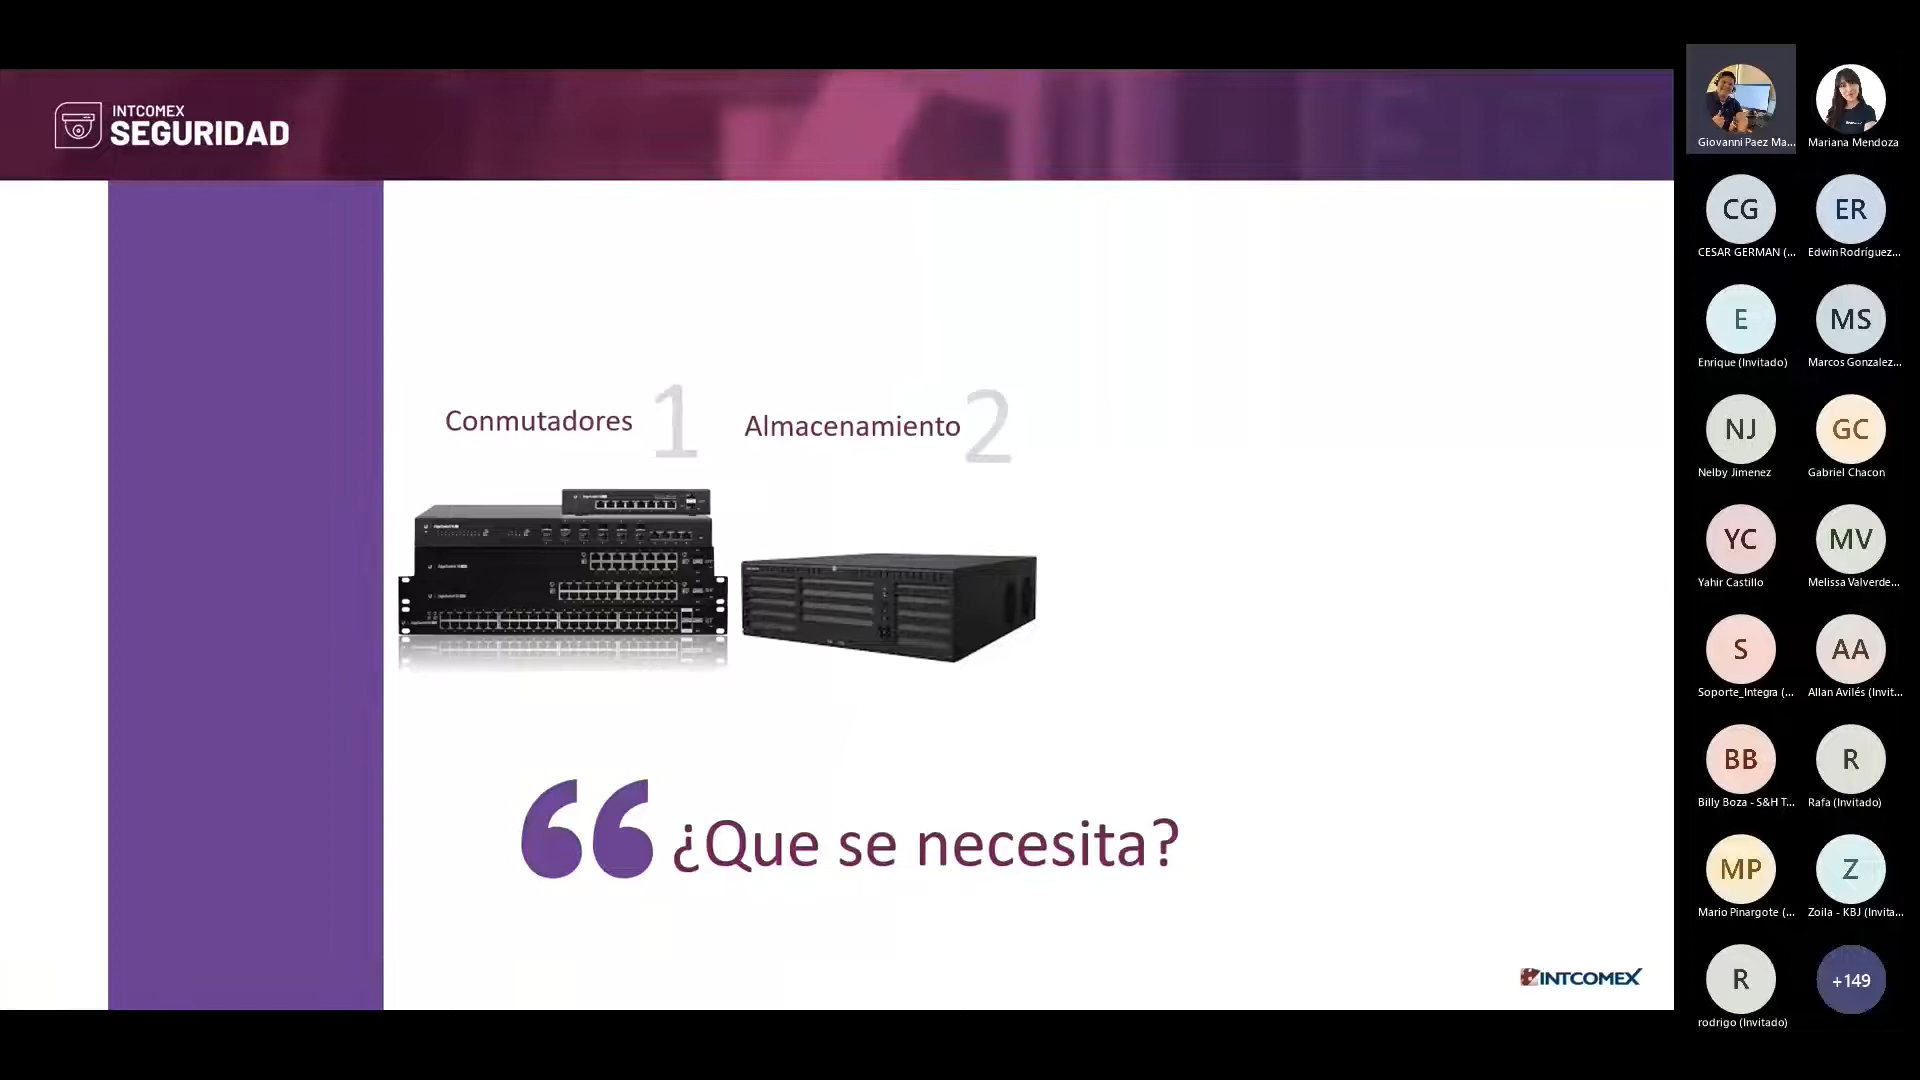 INTCOMEX
SEGURIDAD
Conmutadores
1
Almacenamiento
2
¿Que se necesita?
INTCOMEX
Giovanni Paez Ma...
Mariana Mendoza
CG
CESAR GERMAN (...
ER
Edwin Rodríguez...
E
Enrique (Invitado)
MS
Marcos Gonzalez...
NJ
Nelby Jimenez
GC
Gabriel Chacon
YC
Yahir Castillo
MV
Melissa Valverde...
S
Soporte_Integra (...
AA
Allan Avilés (Invit...
BB
Billy Boza - S&H T...
R
Rafa (Invitado)
MP
Mario Pinargote (...
Z
Zoila - KBJ (Invita...
R
rodrigo (Invitado)
+149